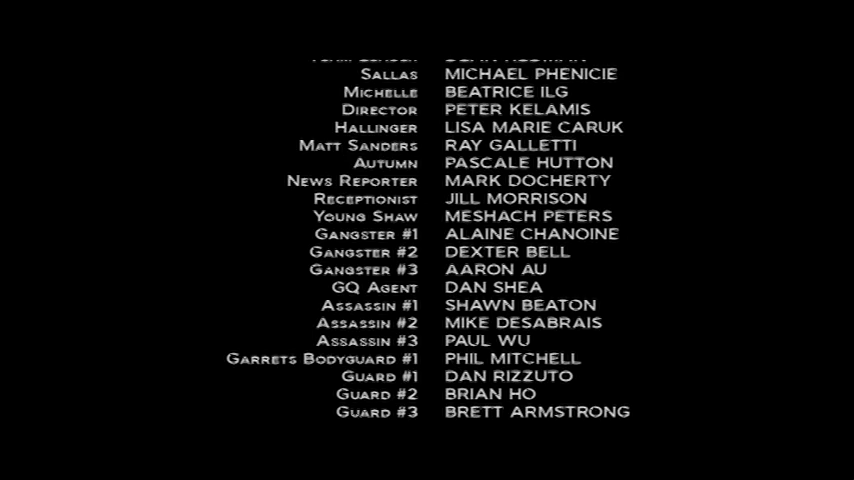 Sallas MICHAEL PHENICIE
Michelle BEATRICE ILG
Director PETER KELAMIS
Hallinger LISA MARIE CARUK
Matt Sanders RAY GALLETTI
Autumn PASCALE HUTTON
News Reporter MARK DOCHERTY
Receptionist JILL MORRISON
Young Shaw MESHACH PETERS
Gangster #1 ALAINE CHANOINE
Gangster #2 DEXTER BELL
Gangster #3 AARON AU
GQ Agent DAN SHEA
Assassin #1 SHAWN BEATON
Assassin #2 MIKE DESABRAIS
Assassin #3 PAUL WU
Garrets Bodyguard #1 PHIL MITCHELL
Guard #1 DAN RIZZUTO
Guard #2 BRIAN HO
Guard #3 BRETT ARMSTRONG